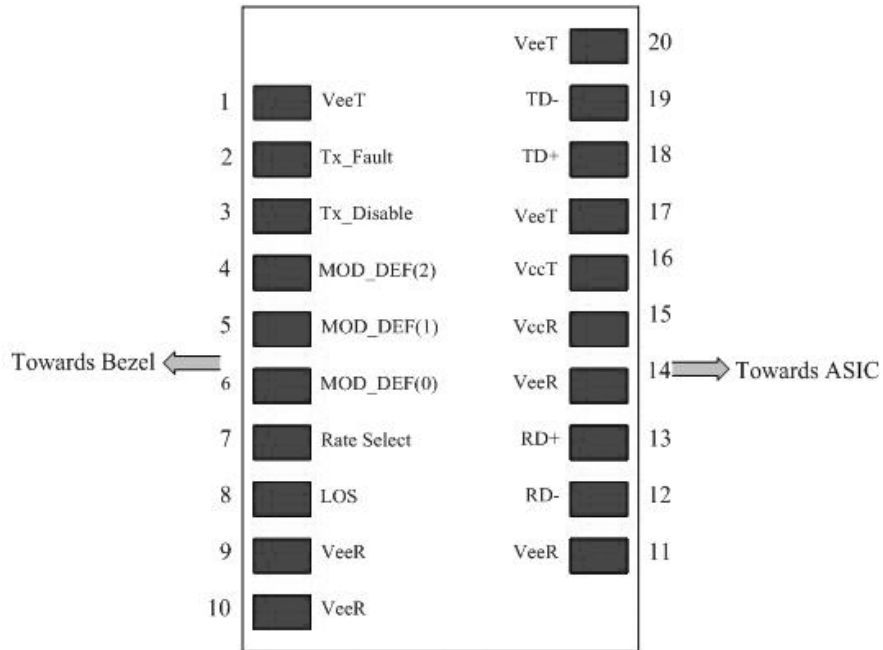 VeeT 20
1 VeeT TD- 19
2 Tx_Fault TD+ 18
3 Tx_Disable VeeT 17
4 MOD_DEF(2) VccT 16
5 MOD_DEF(1) VccR 15
Towards Bezel
6 MOD_DEF(0) VeeR 14
Towards ASIC
7 Rate Select RD+ 13
8 LOS RD- 12
9 VeeR VeeR 11
10 VeeR